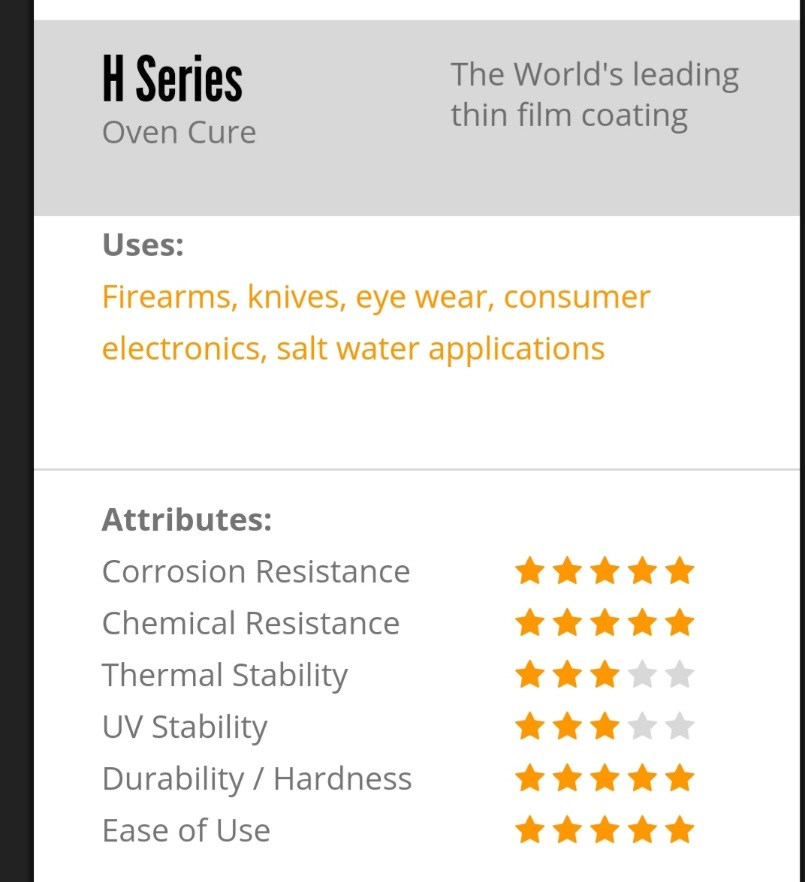 H Series
Oven Cure
The World's leading
thin film coating
Uses:
Firearms, knives, eye wear, consumer
electronics, salt water applications
Attributes:
Corrosion Resistance
Chemical Resistance
Thermal Stability
UV Stability
Durability / Hardness
Ease of Use